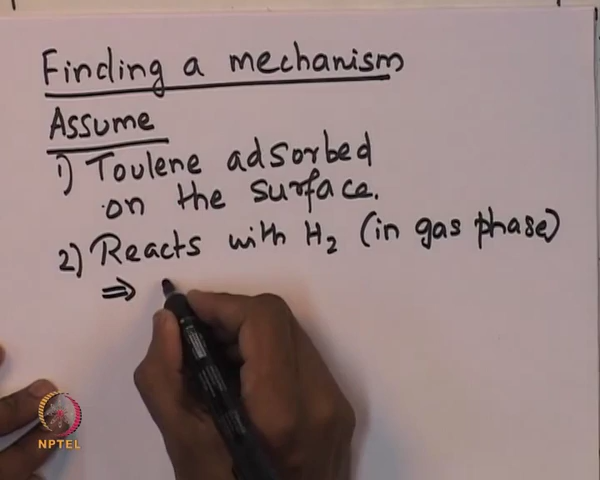 Finding a mechanism
Assume
1) Toulene adsorbed
on the surface.
2) Reacts with H₂ (in gas phase)
⇒
NPTEL